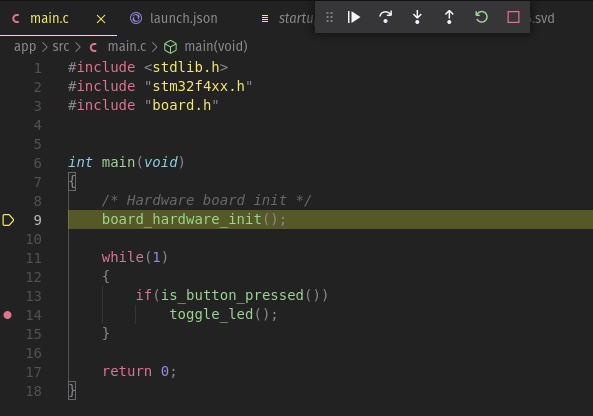 main.c launch.json startu .svd
app > src > main.c > main(void)
1 #include <stdlib.h>
2 #include "stm32f4xx.h"
3 #include "board.h"
4
5
6 int main(void)
7 {
8 /* Hardware board init */
9 board_hardware_init();
10
11 while(1)
12 {
13 if(is_button_pressed())
14 toggle_led();
15 }
16
17 return 0;
18 }